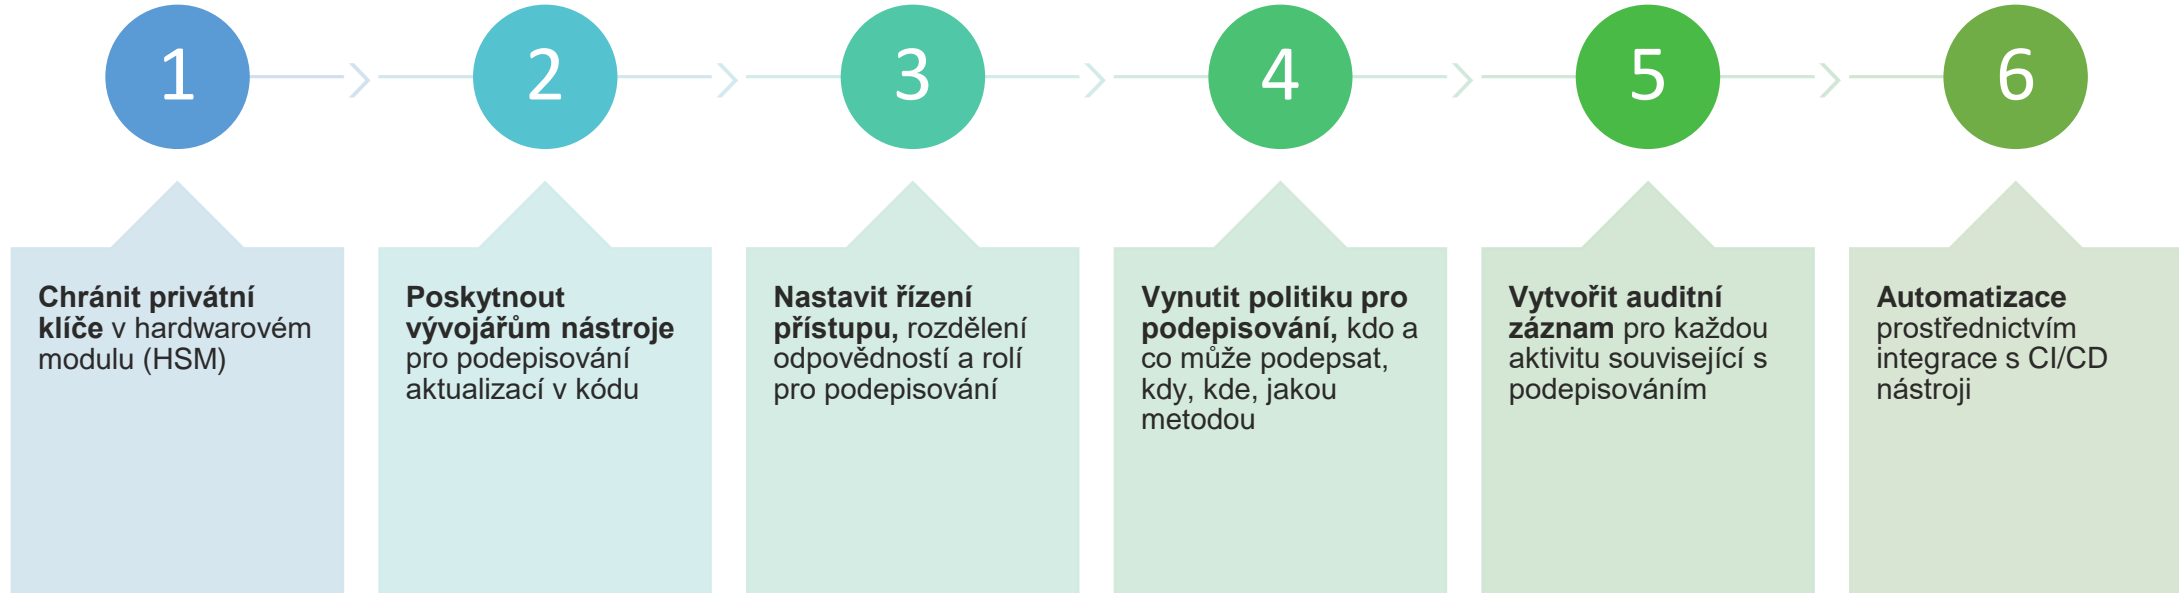 1
Chránit privátní
klíče v hardwarovém
modulu (HSM)
2
Poskytnout
vývojářům nástroje
pro podepisování
aktualizací v kódu
3
Nastavit řízení
přístupu, rozdělení
odpovědností a rolí
pro podepisování
4
Vynutit politiku pro
podepisování, kdo a
co může podepsat,
kdy, kde, jakou
metodou
5
Vytvořit auditní
záznam pro každou
aktivitu související s
podepisováním
6
Automatizace
prostřednictvím
integrace s CI/CD
nástroji